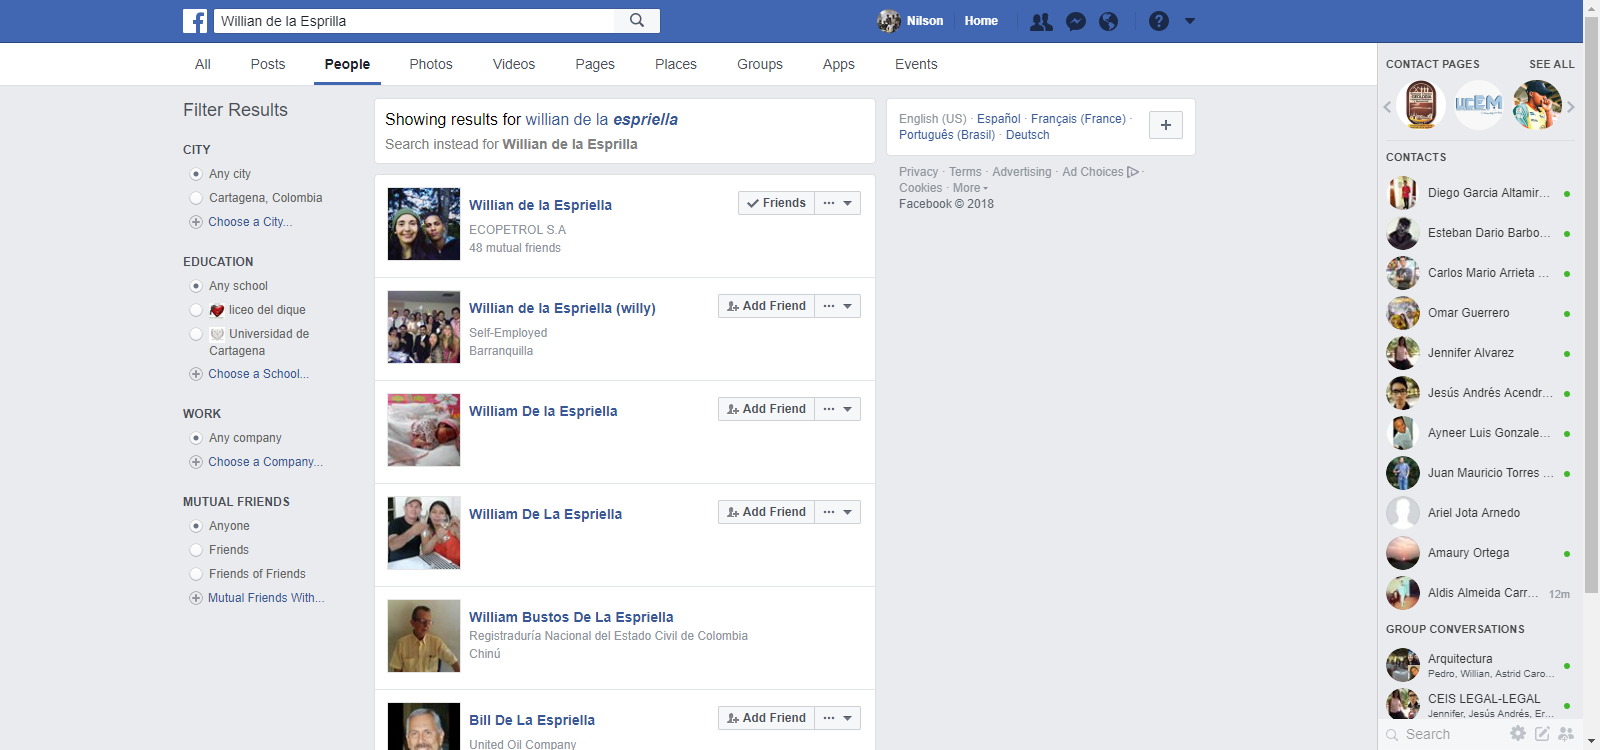 Willian de la Esprilla
Nilson
Home
All
Posts
People
Photos
Videos
Pages
Places
Groups
Apps
Events
Filter Results
CITY
Any city
Cartagena, Colombia
Choose a City...
EDUCATION
Any school
liceo del dique
Universidad de
Cartagena
Choose a School...
WORK
Any company
Choose a Company...
MUTUAL FRIENDS
Anyone
Friends
Friends of Friends
Mutual Friends With...
Showing results for willian de la espriella
Search instead for Willian de la Esprilla
Willian de la Espriella
ECOPETROL S.A
48 mutual friends
Friends
Willian de la Espriella (willy)
Self-Employed
Barranquilla
Add Friend
William De la Espriella
Add Friend
William De La Espriella
Add Friend
William Bustos De La Espriella
Registraduría Nacional del Estado Civil de Colombia
Chinú
Bill De La Espriella
United Oil Company
Add Friend
English (US) · Español · Français (France) ·
Português (Brasil) · Deutsch
Privacy · Terms · Advertising · Ad Choices ·
Cookies · More
Facebook © 2018
CONTACT PAGES
SEE ALL
UCEM
CONTACTS
Diego Garcia Altamir...
Esteban Dario Barbo...
Carlos Mario Arrieta ...
Omar Guerrero
Jennifer Alvarez
Jesús Andrés Acendr...
Ayneer Luis Gonzale...
Juan Mauricio Torres ...
Ariel Jota Arnedo
Amaury Ortega
Aldis Almeida Carr...
12m
GROUP CONVERSATIONS
Arquitectura
Pedro, Willian, Astrid Caro...
CEIS LEGAL-LEGAL
Jennifer, Jesús Andrés, Er...
Search